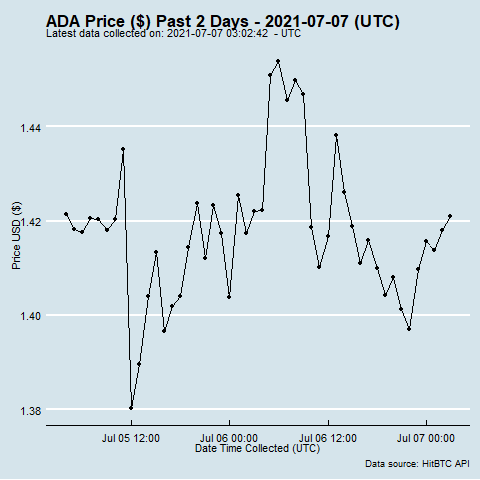 ADA Price ($) Past 2 Days - 2021-07-07 (UTC)
Latest data collected on: 2021-07-07 03:02:42 - UTC
1.44
1.42
1.40
1.38
Price USD ($)
Jul 05 12:00 Jul 06 00:00 Jul 06 12:00 Jul 07 00:00
Date Time Collected (UTC)
Data source: HitBTC API